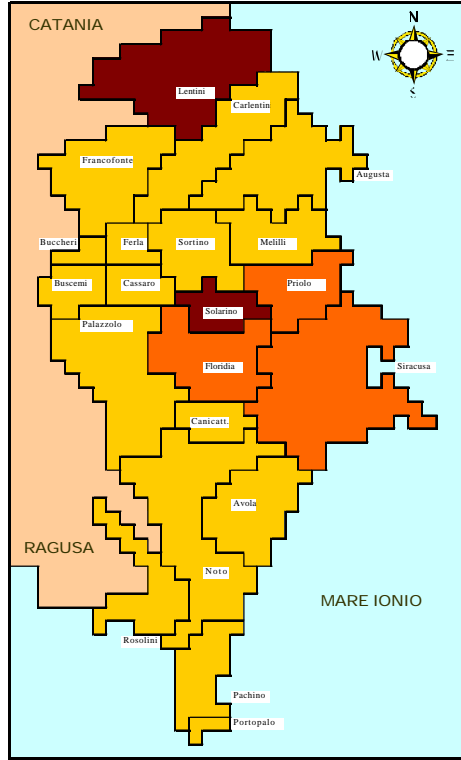 CATANIA
N
W
E
S
Lentini
Carlentin
Francofonte
Augusta
Buccheri
Ferla
Sortino
Melilli
Buscemi
Cassaro
Priolo
Solarino
Palazzolo
Floridia
Siracusa
Canicatt.
Avola
RAGUSA
Noto
MARE IONIO
Rosolini
Pachino
Portopalo